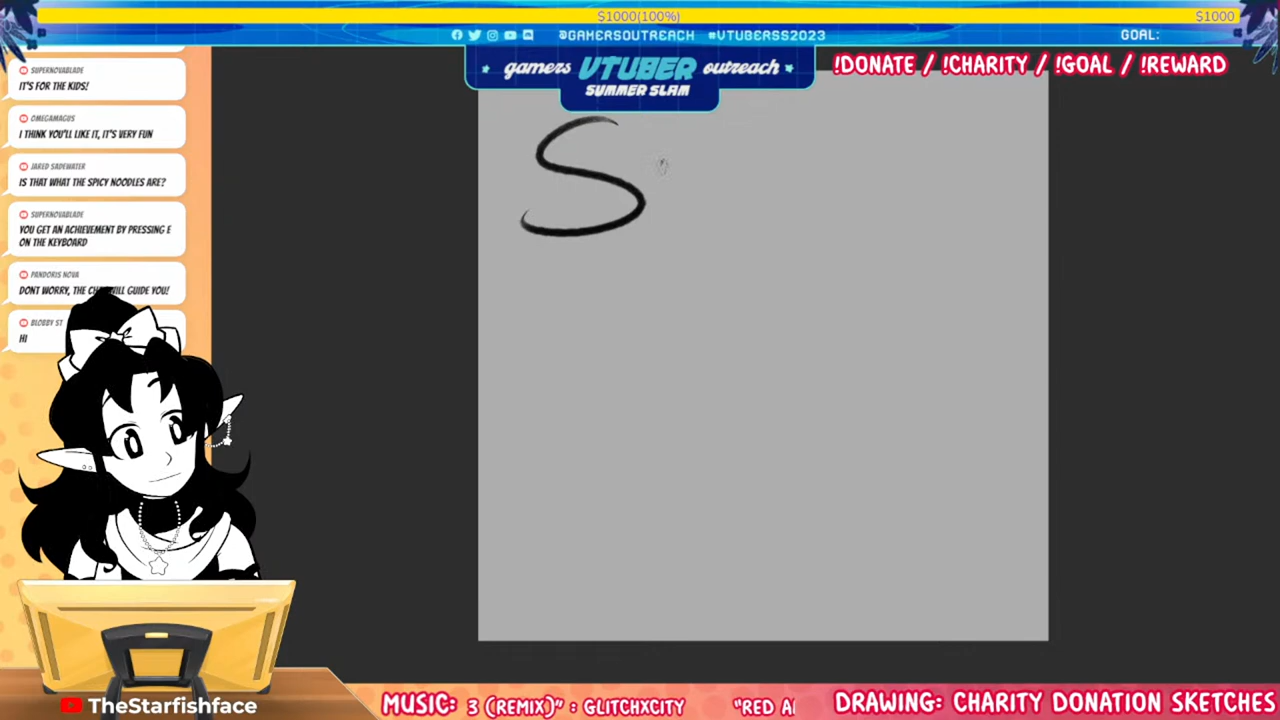 $1000(100%)
$1000
@GAMERSOUTREACH #VTUBERSS2023
GOAL:
gamers VTUBER outreach
SUMMER SLAM
!DONATE / !CHARITY / !GOAL / !REWARD
SUPERNOVABLADE
IT'S FOR THE KIDS!
OMEGAMAGUS
I THINK YOU'LL LIKE IT, IT'S VERY FUN
JARED SADEWATER
IS THAT WHAT THE SPICY NOODLES ARE?
SUPERNOVABLADE
YOU GET AN ACHIEVEMENT BY PRESSING E
ON THE KEYBOARD
PANDORIS NOVA
DONT WORRY, THE WILL GUIDE YOU!
BLOBBY ST
HI
S
TheStarfishface
MUSIC: 3 (REMIX)" : GLITCHXCITY "RED
DRAWING: CHARITY DONATION SKETCHES